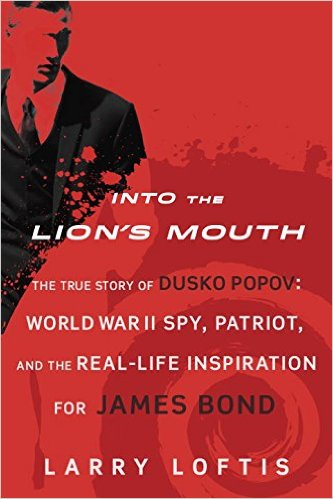 INTO THE
LION'S MOUTH
THE TRUE STORY OF DUSKO POPOV:
WORLD WAR II SPY, PATRIOT,
AND THE REAL-LIFE INSPIRATION
FOR JAMES BOND
LARRY LOFTIS